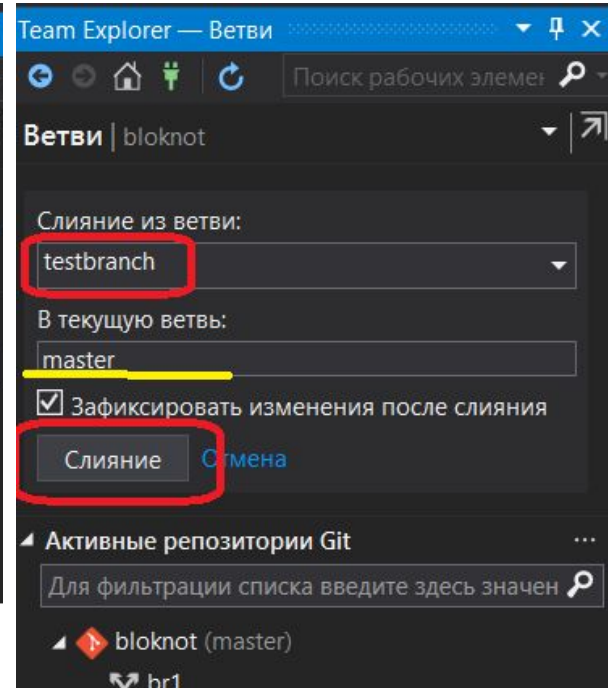 Team Explorer — Ветви
Поиск рабочих элемен
Ветви | bloknot
Слияние из ветви:
testbranch
В текущую ветвь:
master
Зафиксировать изменения после слияния
Слияние Отмена
Активные репозитории Git
Для фильтрации списка введите здесь значен
bloknot (master)
br1